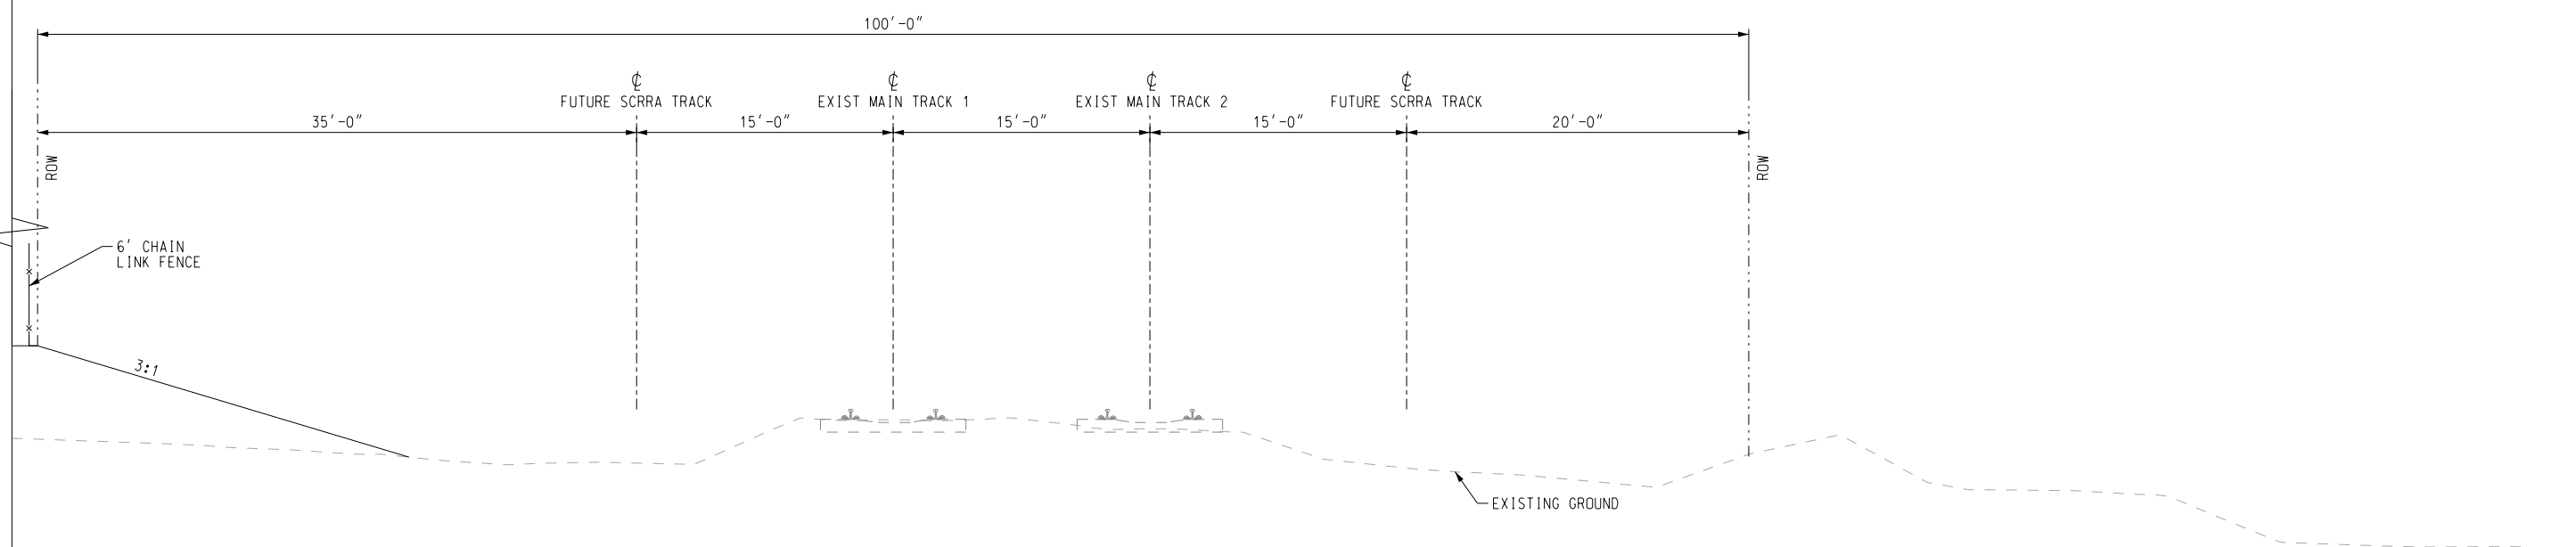 100'-0"
℄ ℄ ℄ ℄
FUTURE SCRRA TRACK EXIST MAIN TRACK 1 EXIST MAIN TRACK 2 FUTURE SCRRA TRACK
35'-0" 15'-0" 15'-0" 15'-0" 20'-0"
ROW ROW
6' CHAIN
LINK FENCE
3:1
EXISTING GROUND